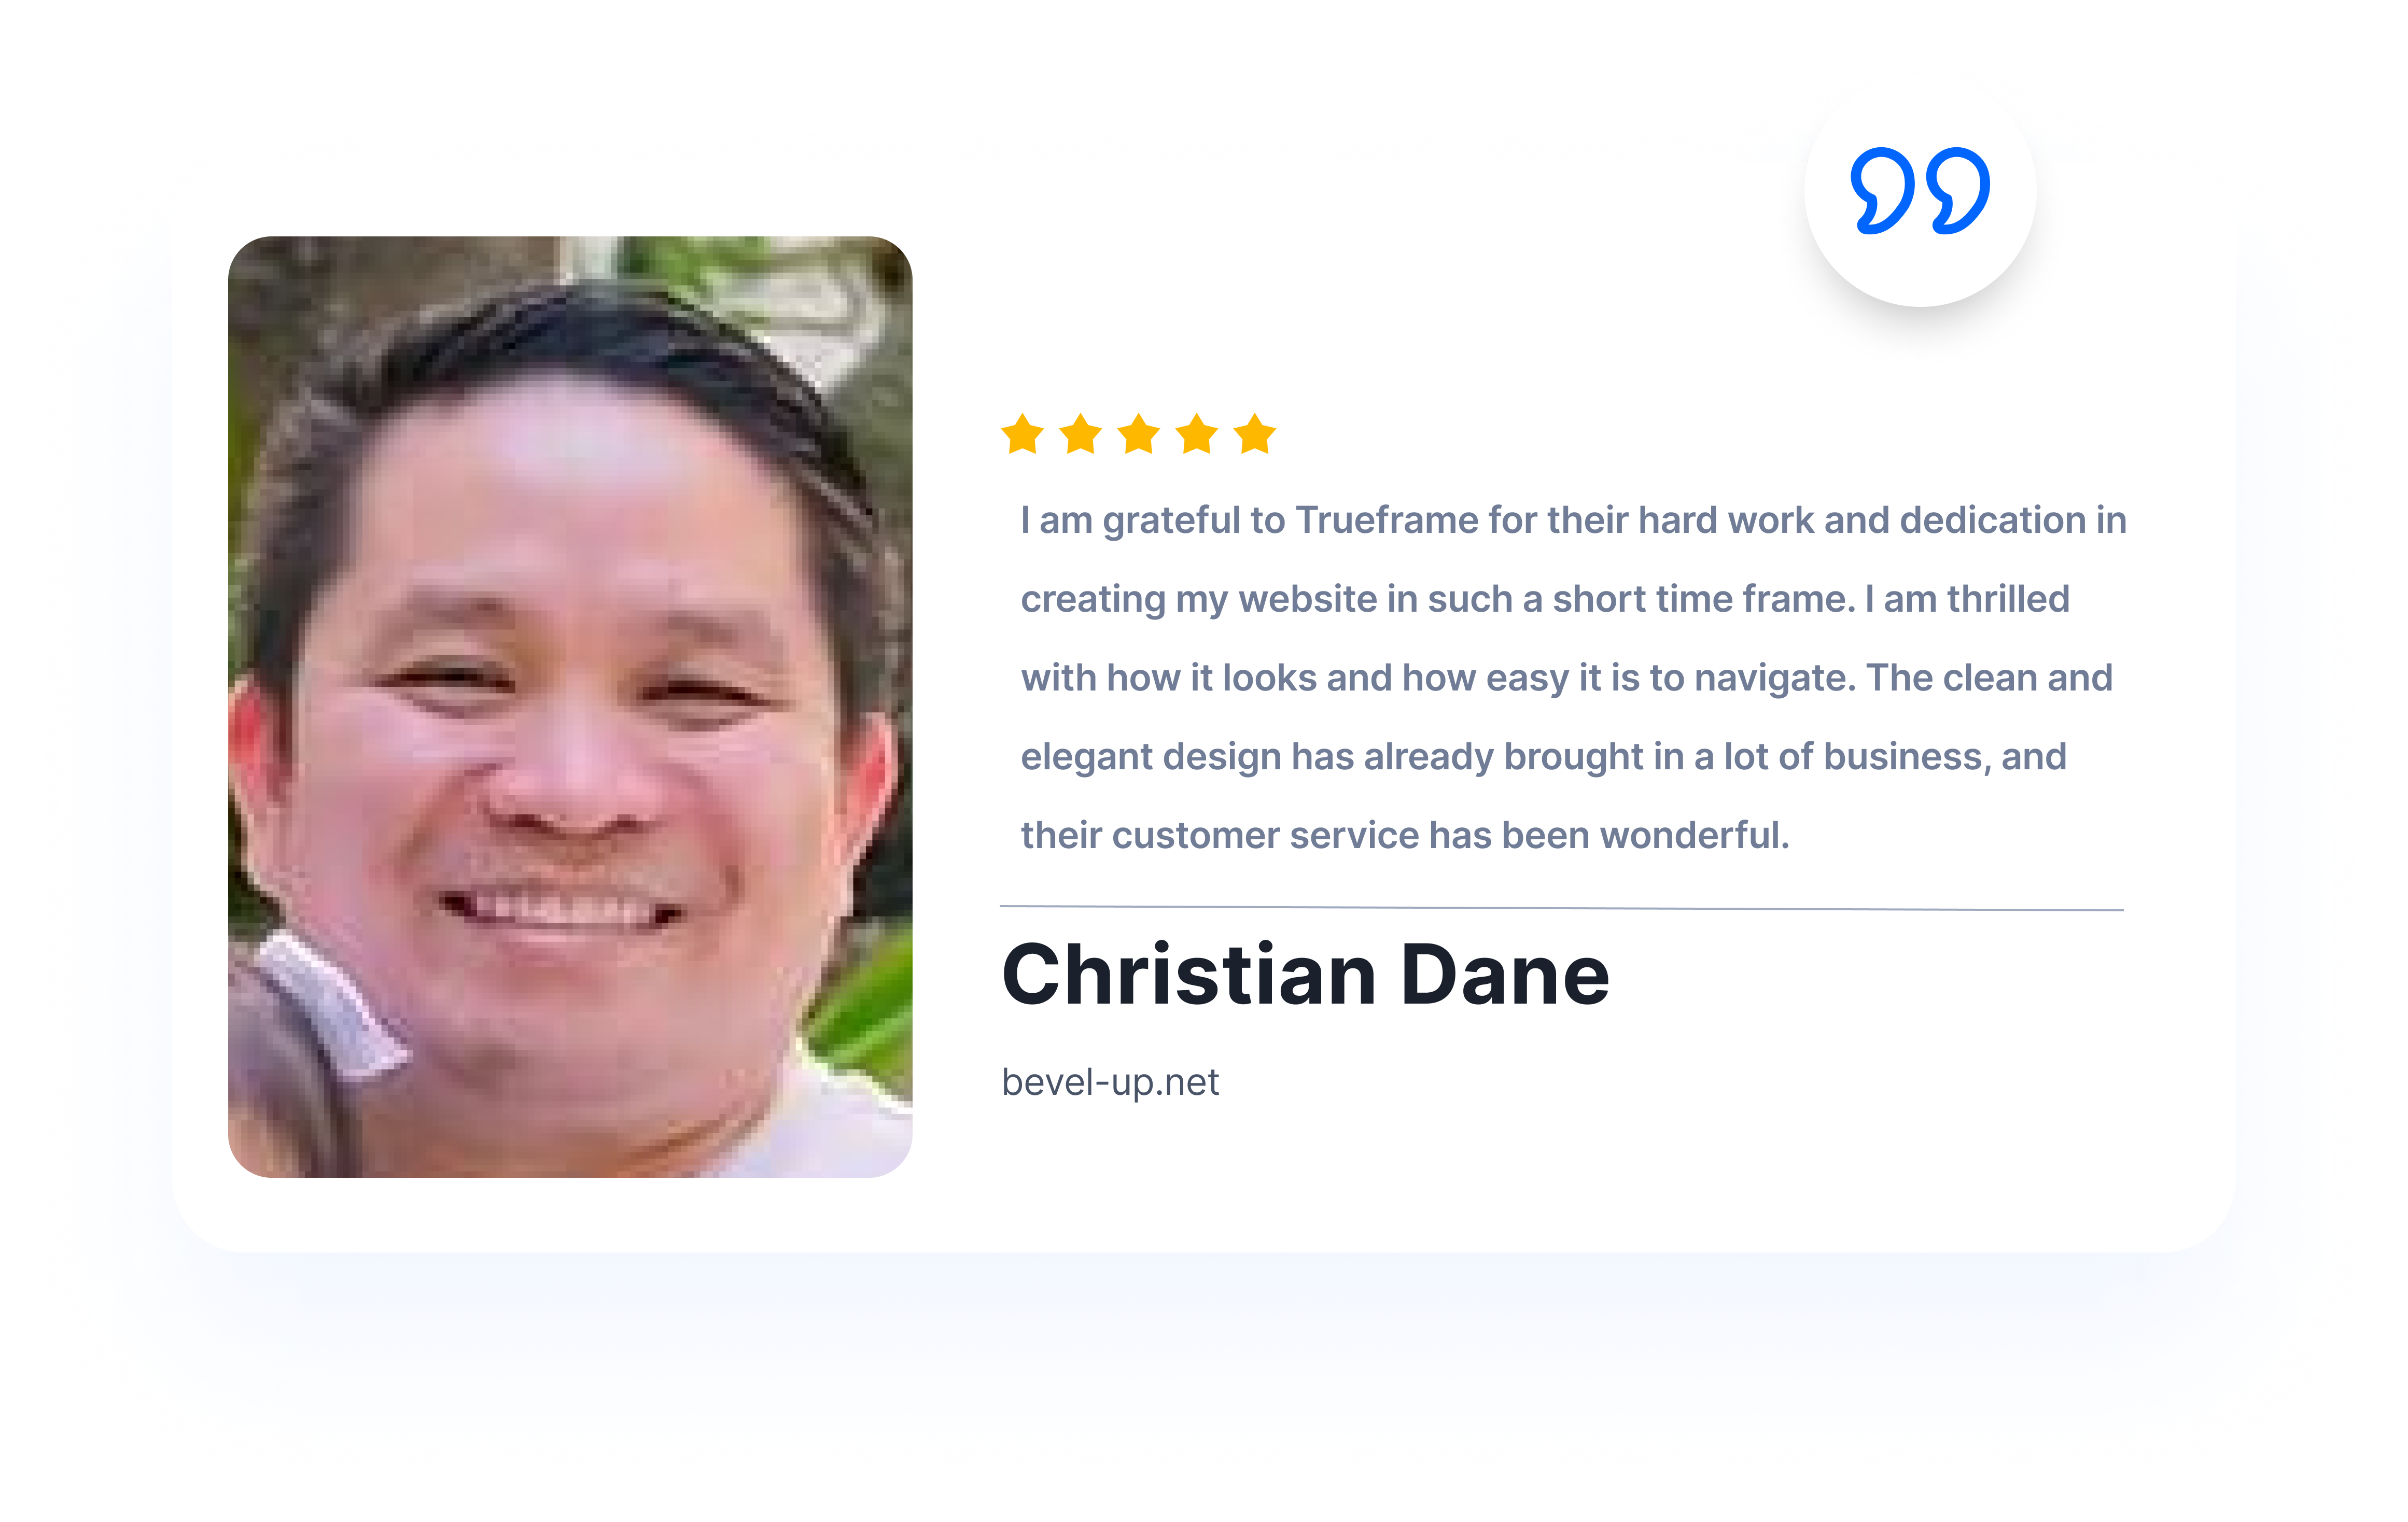 I am grateful to Trueframe for their hard work and dedication in
creating my website in such a short time frame. I am thrilled
with how it looks and how easy it is to navigate. The clean and
elegant design has already brought in a lot of business, and
their customer service has been wonderful.
Christian Dane
bevel-up.net